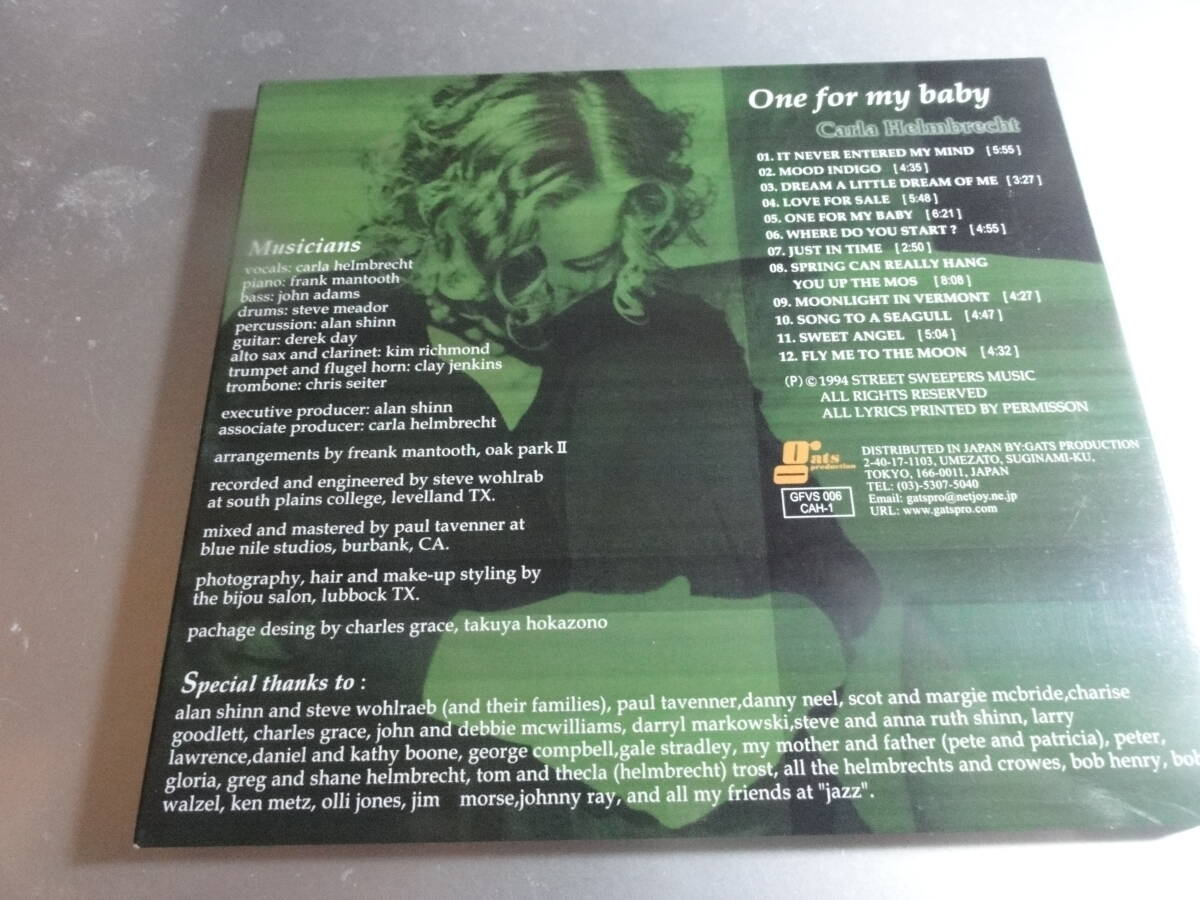 One for my baby
Carla Helmbrecht
01. IT NEVER ENTERED MY MIND [5:55]
02. MOOD INDIGO [4:35]
03. DREAM A LITTLE DREAM OF ME [3:27]
04. LOVE FOR SALE [5:48]
05. ONE FOR MY BABY [6:21]
06. WHERE DO YOU START ? [4:55]
07. JUST IN TIME [2:50]
08. SPRING CAN REALLY HANG
YOU UP THE MOS [8:08]
09. MOONLIGHT IN VERMONT [4:27]
10. SONG TO A SEAGULL [4:47]
11. SWEET ANGEL [5:04]
12. FLY ME TO THE MOON [4:32]
(P) © 1994 STREET SWEEPERS MUSIC
ALL RIGHTS RESERVED
ALL LYRICS PRINTED BY PERMISSON
gats
production
GFVS 006
CAH-1
DISTRIBUTED IN JAPAN BY:GATS PRODUCTION
2-40-17-1103, UMEZATO, SUGINAMI-KU,
TOKYO, 166-0011, JAPAN
TEL: (03)-5307-5040
Email: gatspro@netjoy.ne.jp
URL: www.gatspro.com
Musicians
vocals: carla helmbrecht
piano: frank mantooth
bass: john adams
drums: steve meador
percussion: alan shinn
guitar: derek day
alto sax and clarinet: kim richmond
trumpet and flugel horn: clay jenkins
trombone: chris seiter
executive producer: alan shinn
associate producer: carla helmbrecht
arrangements by freank mantooth, oak park II
recorded and engineered by steve wohlrab
at south plains college, levelland TX.
mixed and mastered by paul tavenner at
blue nile studios, burbank, CA.
photography, hair and make-up styling by
the bijou salon, lubbock TX.
pachage desing by charles grace, takuya hokazono
Special thanks to :
alan shinn and steve wohlraeb (and their families), paul tavenner,danny neel, scot and margie mcbride,charise
goodlett, charles grace, john and debbie mcwilliams, darryl markowski,steve and anna ruth shinn, larry
lawrence,daniel and kathy boone, george compbell,gale stradley, my mother and father (pete and patricia), peter,
gloria, greg and shane helmbrecht, tom and thecla (helmbrecht) trost, all the helmbrechts and crowes, bob henry, bob
walzel, ken metz, olli jones, jim morse,johnny ray, and all my friends at "jazz".